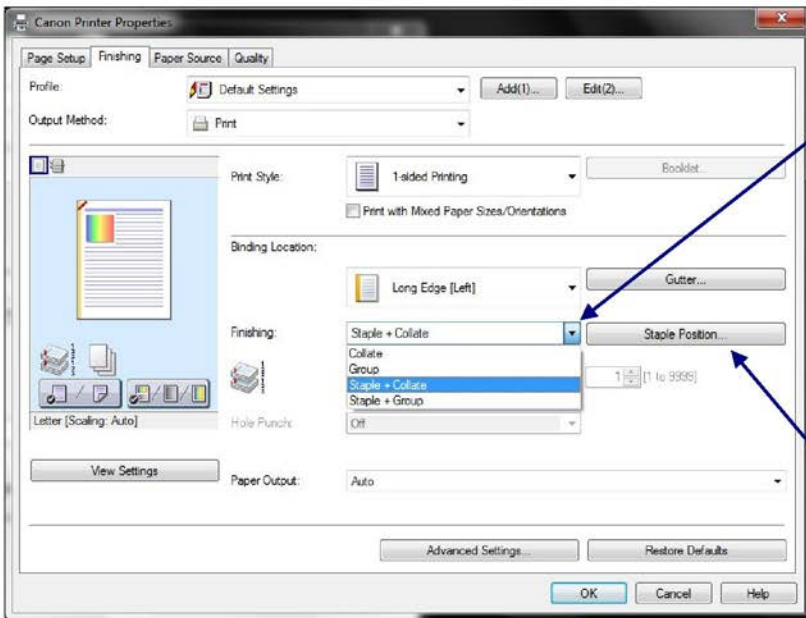 Canon Printer Properties
Page Setup Finishing Paper Source Quality
Profile: Default Settings Add(1)... Edit(2)...
Output Method: Print
Print Style: 1-sided Printing Booklet...
Print with Mixed Paper Sizes/Orientations
Binding Location:
Long Edge [Left] Gutter...
Finishing: Staple + Collate Staple Position...
Collate
Group
Staple + Collate
Staple + Group
1 [1 to 9999]
Letter [Scaling: Auto] Hole Punch: Off
View Settings Paper Output: Auto
Advanced Settings... Restore Defaults
OK Cancel Help